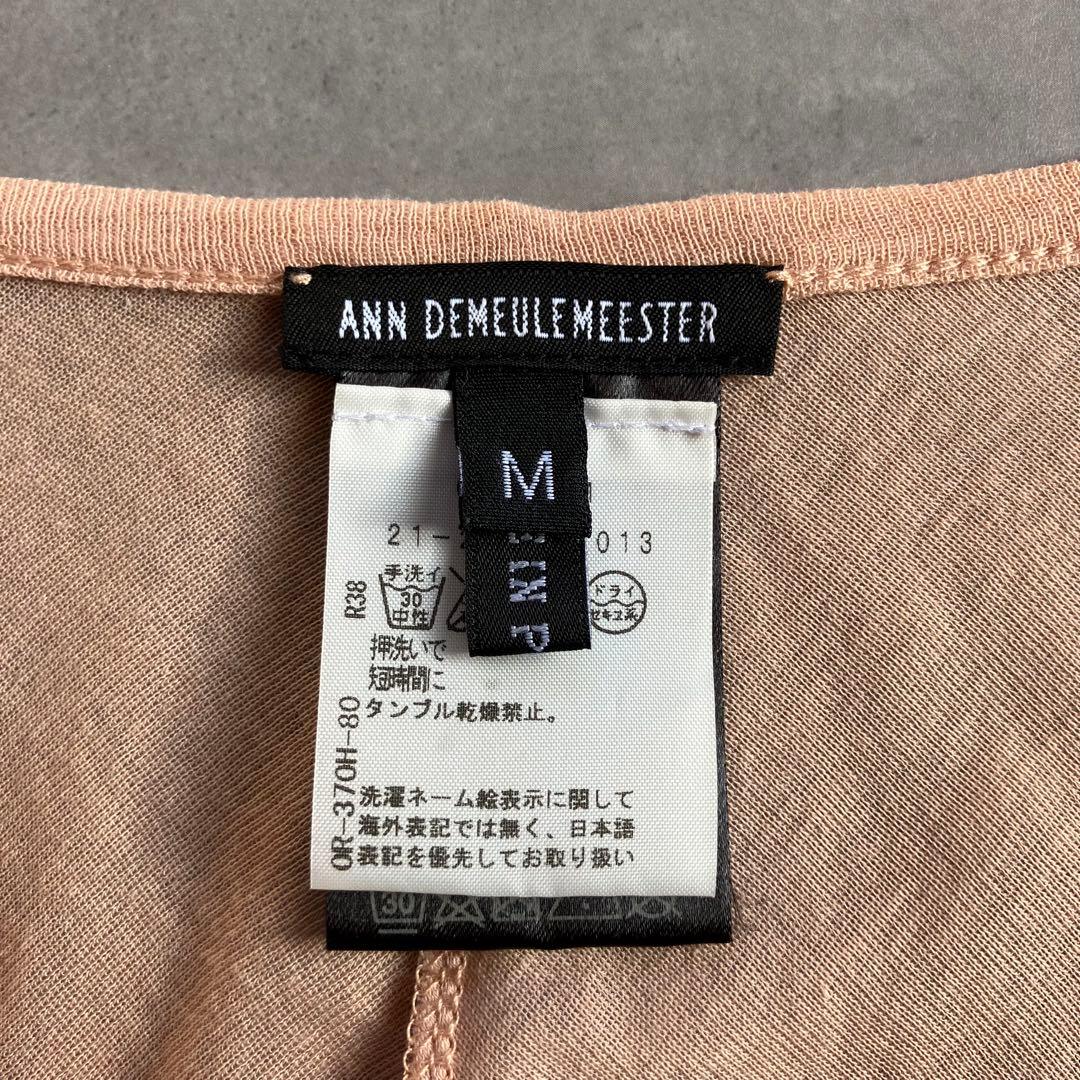 ANN DEMEULEMEESTER
M
21-
013
手洗イ
30
中性
ドライ
セキユ系
押洗いで
短時間に
タンブル乾燥禁止。
R38
OR-370H-80
洗濯ネーム絵表示に関して
海外表記では無く、日本語
表記を優先してお取り扱い
30